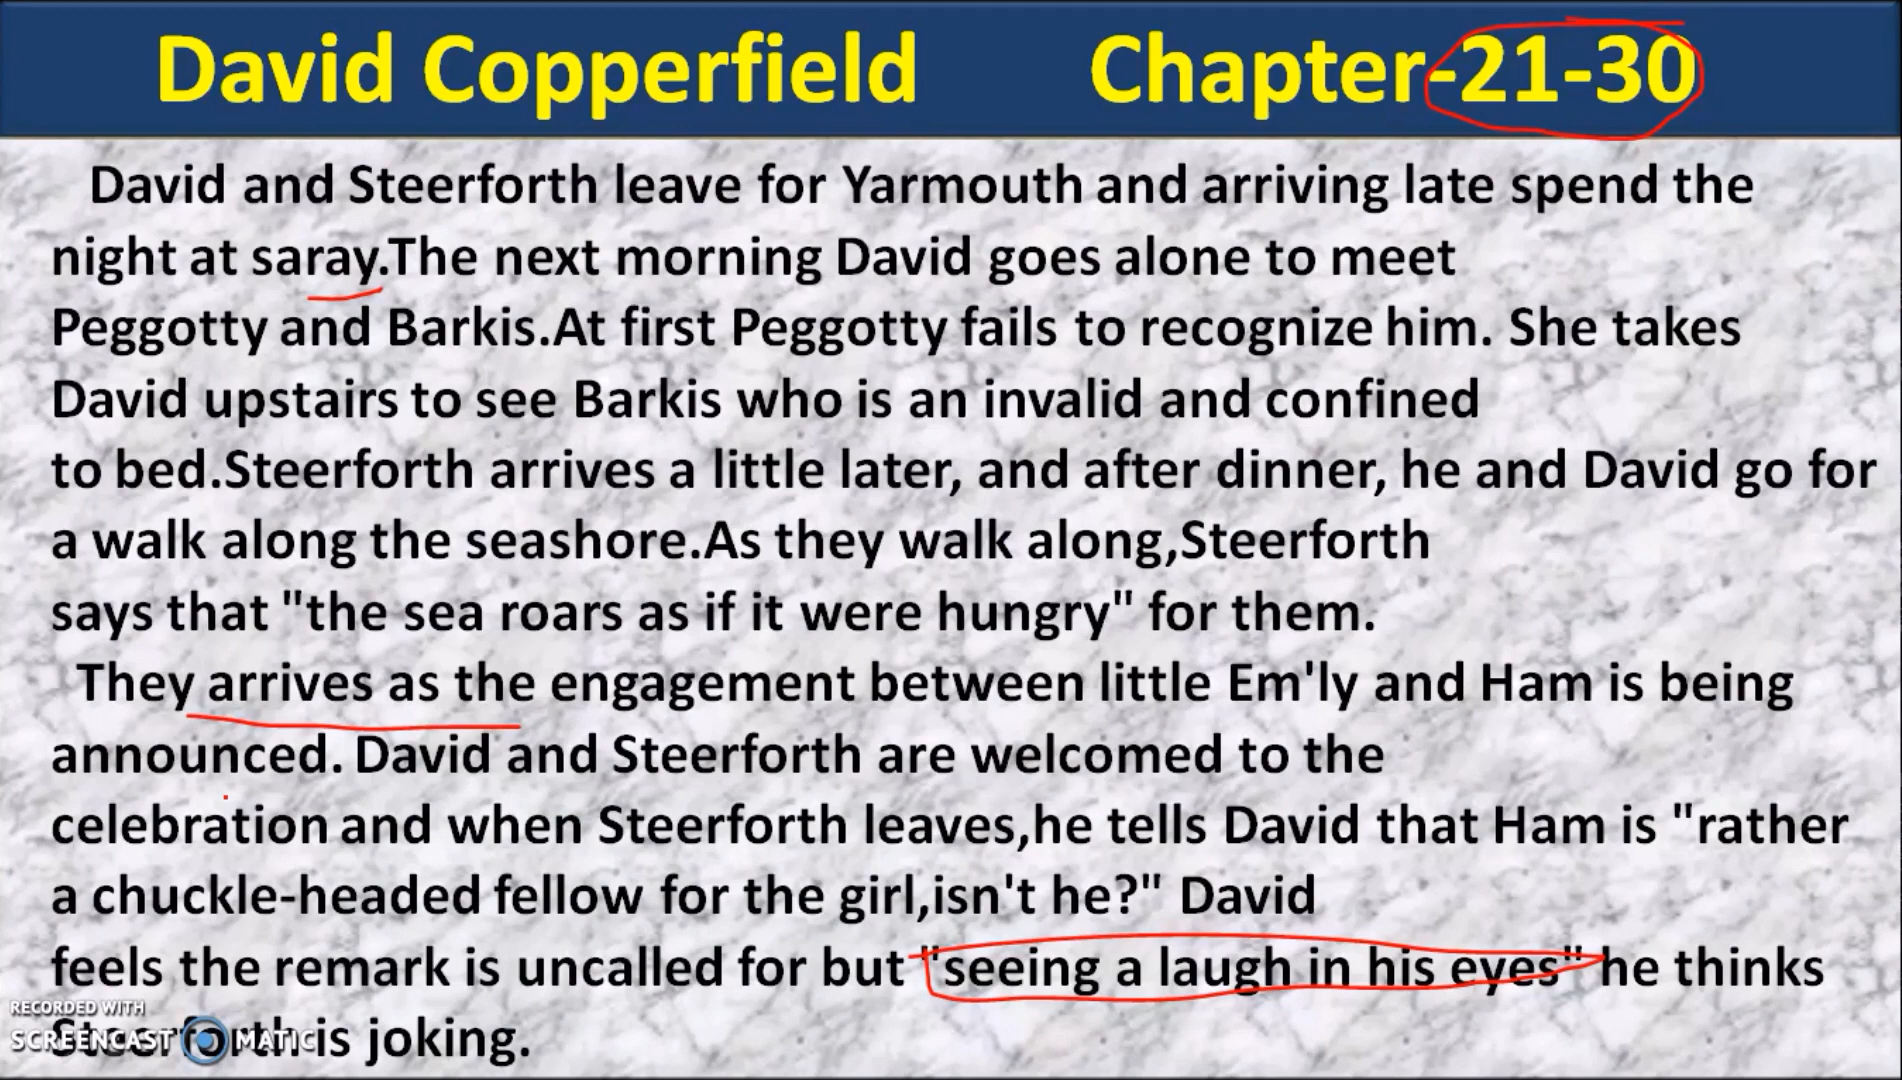 David Copperfield Chapter-21-30
David and Steerforth leave for Yarmouth and arriving late spend the
night at saray.The next morning David goes alone to meet
Peggotty and Barkis.At first Peggotty fails to recognize him. She takes
David upstairs to see Barkis who is an invalid and confined
to bed.Steerforth arrives a little later, and after dinner, he and David go for
a walk along the seashore.As they walk along,Steerforth
says that "the sea roars as if it were hungry" for them.
They arrives as the engagement between little Em'ly and Ham is being
announced. David and Steerforth are welcomed to the
celebration and when Steerforth leaves,he tells David that Ham is "rather
a chuckle-headed fellow for the girl,isn't he?" David
feels the remark is uncalled for but "seeing a laugh in his eyes" he thinks
Steerforth is joking.
RECORDED WITH
SCREENCAST MATIC